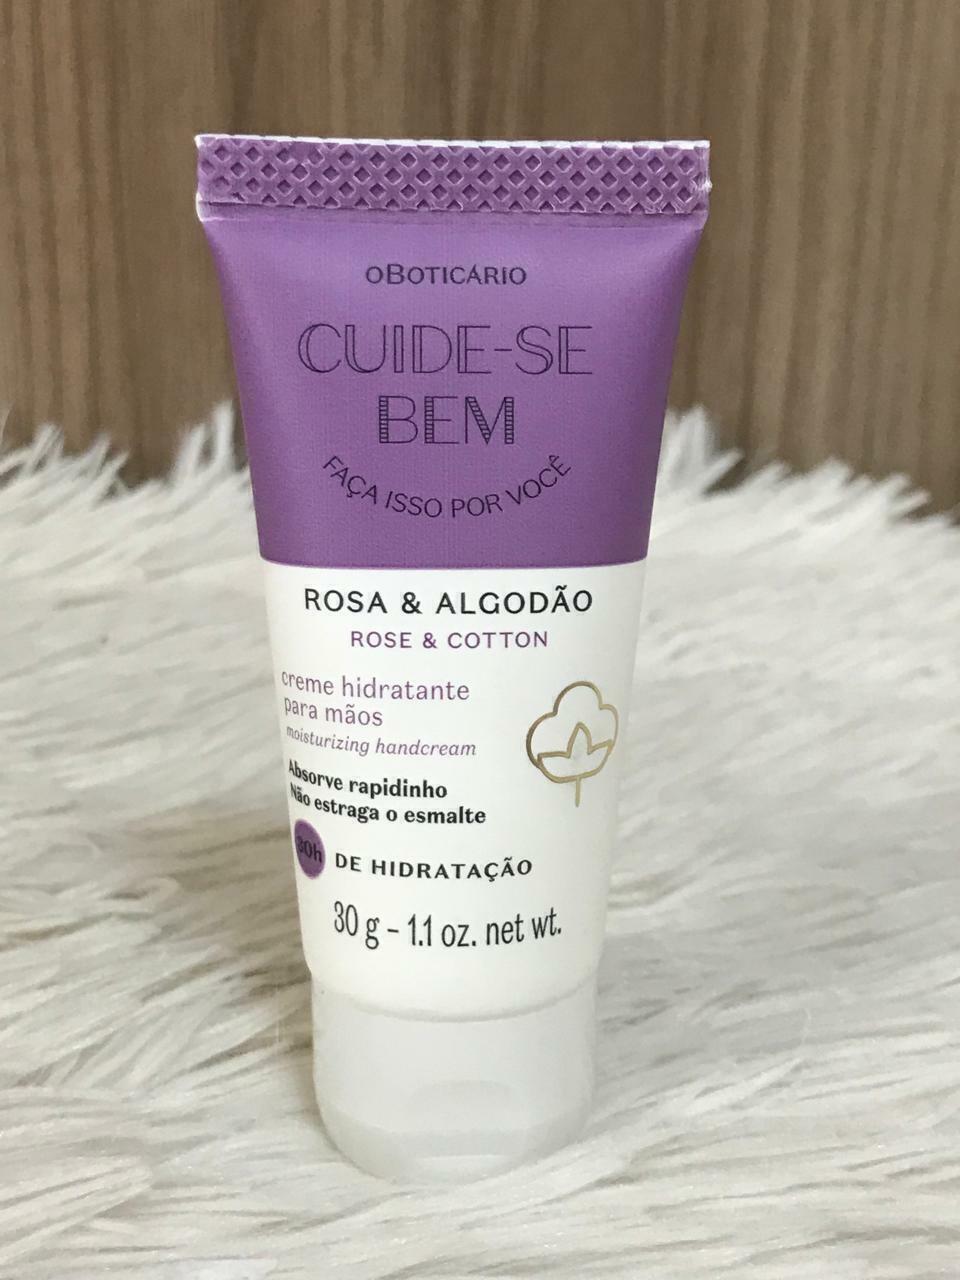 oBOTICÁRIO
CUIDE-SE
BEM
FAÇA ISSO POR VOCÊ
ROSA & ALGODÃO
ROSE & COTTON
creme hidratante
para mãos
moisturizing handcream
Absorve rapidinho
Não estraga o esmalte
30h DE HIDRATAÇÃO
30 g - 1.1 oz. net wt.